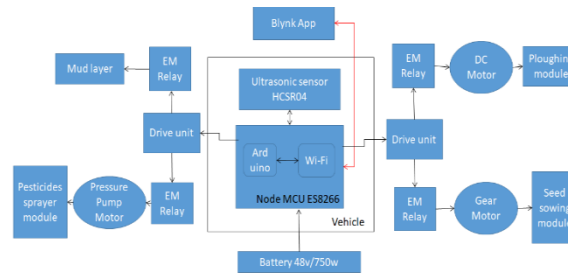 Blynk App
EM
Relay
Mud layer
Ultrasonic sensor
HCSR04
EM
Relay
DC
Motor
Ploughing
module
Drive unit
Ard
uino
Wi-Fi
Drive unit
Node MCU ES8266
Vehicle
Pesticides
sprayer
module
Pressure
Pump
Motor
EM
Relay
EM
Relay
Gear
Motor
Seed
sowing
module
Battery 48v/750w